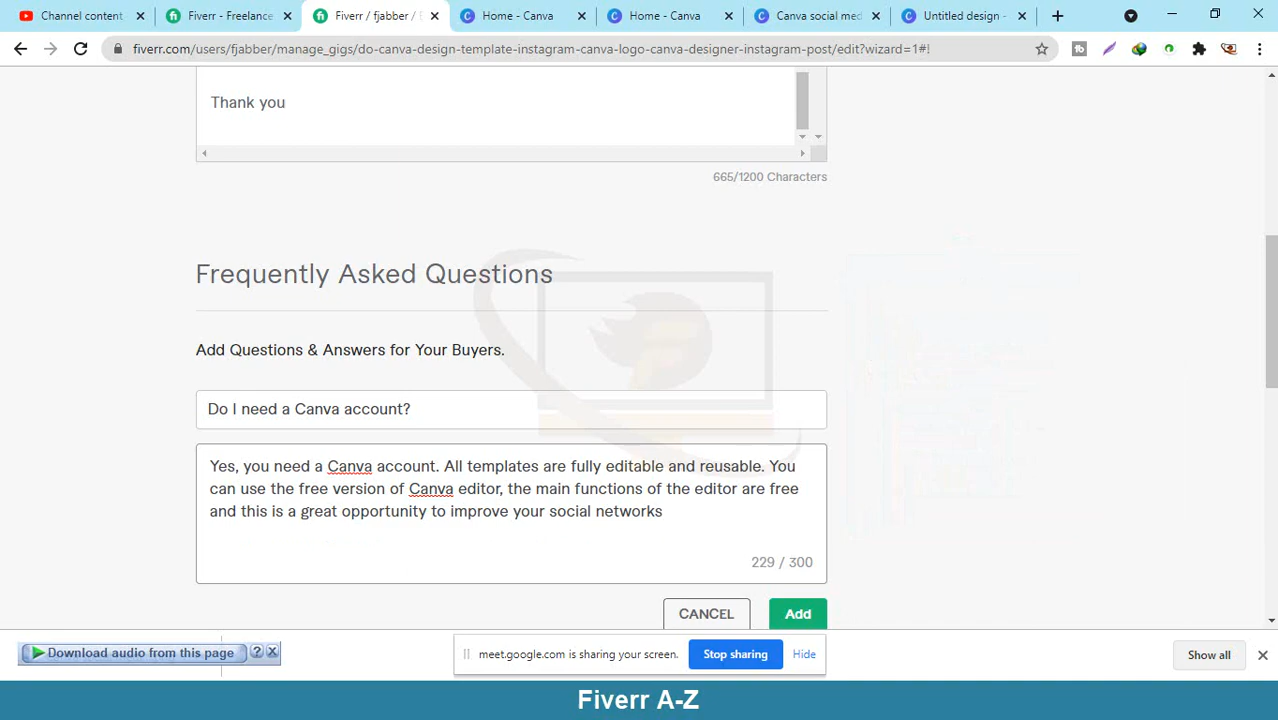 Channel content
Fiverr - Freelance
Fiverr / fjabber / E
Home - Canva
Home - Canva
Canva social med
Untitled design -
fiverr.com/users/fjabber/manage_gigs/do-canva-design-template-instagram-canva-logo-canva-designer-instagram-post/edit?wizard=1#!
Thank you
665/1200 Characters
Frequently Asked Questions
Add Questions & Answers for Your Buyers.
Do I need a Canva account?
Yes, you need a Canva account. All templates are fully editable and reusable. You
can use the free version of Canva editor, the main functions of the editor are free
and this is a great opportunity to improve your social networks
229 / 300
CANCEL
Add
Download audio from this page
?
meet.google.com is sharing your screen.
Stop sharing
Hide
Show all
Fiverr A-Z